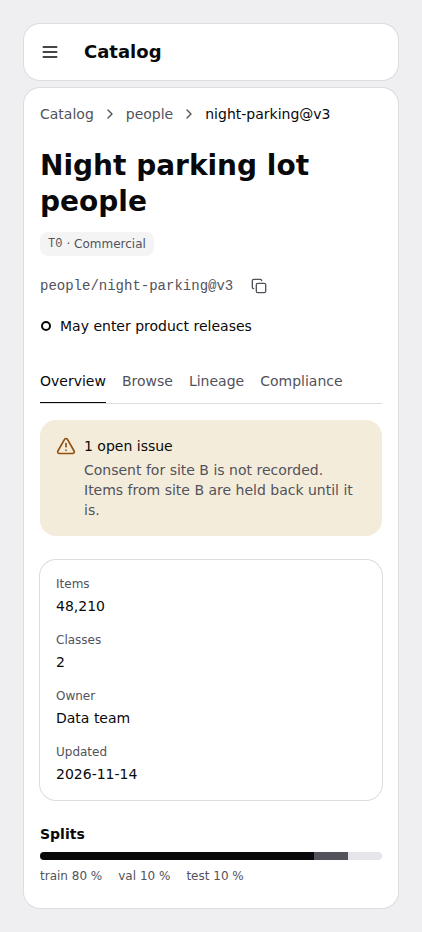 Catalog
Catalog people night-parking@v3
Night parking lot
people
T0 · Commercial
people/night-parking@v3
May enter product releases
Overview Browse Lineage Compliance
1 open issue
Consent for site B is not recorded.
Items from site B are held back until it
is.
Items
48,210
Classes
2
Owner
Data team
Updated
2026-11-14
Splits
train 80 % val 10 % test 10 %